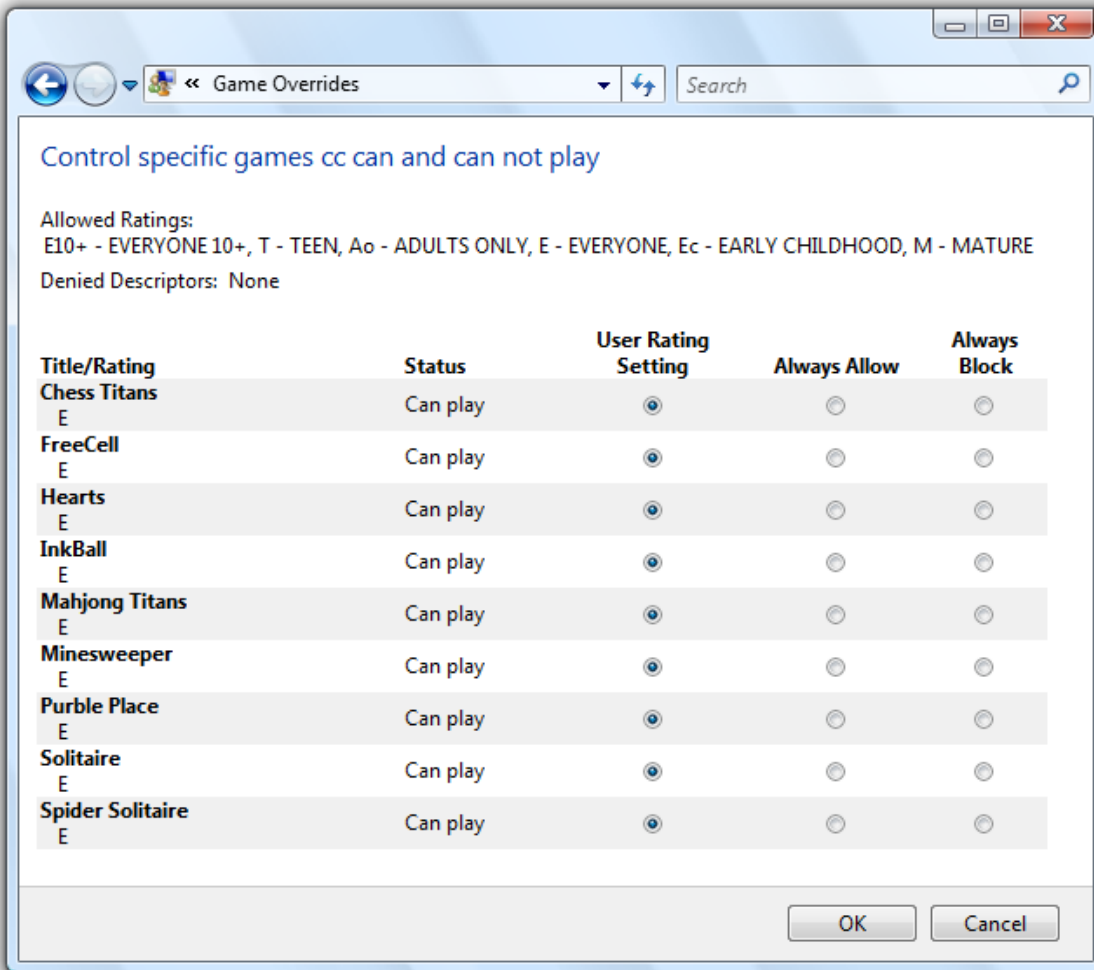 « Game Overrides Search
Control specific games cc can and can not play
Allowed Ratings:
E10+ - EVERYONE 10+, T - TEEN, Ao - ADULTS ONLY, E - EVERYONE, Ec - EARLY CHILDHOOD, M - MATURE
Denied Descriptors: None
Title/Rating Status User Rating Setting Always Allow Always Block
Chess Titans
E Can play
FreeCell
E Can play
Hearts
E Can play
InkBall
E Can play
Mahjong Titans
E Can play
Minesweeper
E Can play
Purble Place
E Can play
Solitaire
E Can play
Spider Solitaire
E Can play
OK Cancel